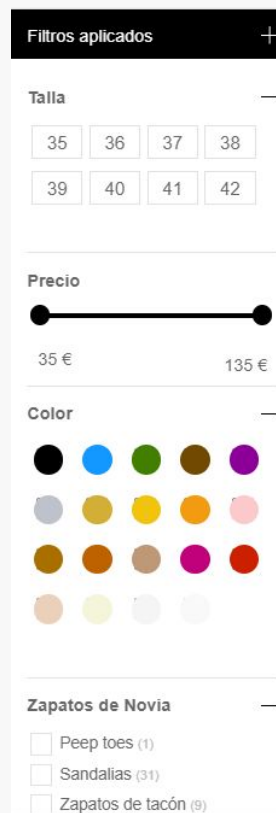 Filtros aplicados
Talla
35 36 37 38
39 40 41 42
Precio
35 € 135 €
Color
Zapatos de Novia
Peep toes (1)
Sandalias (31)
Zapatos de tacón (9)